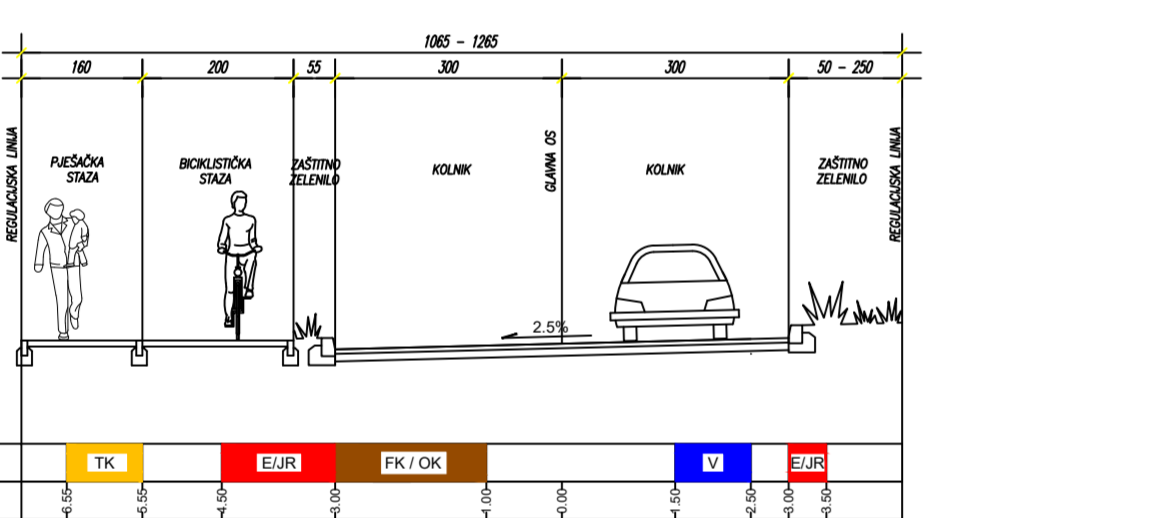 1065 - 1265
160
200
55
300
300
50 - 250
REGULACIJSKA LINIJA
PJEŠAČKA
STAZA
BICIKLISTIČKA
STAZA
ZAŠTITNO
ZELENILO
KOLNIK
GLAVNA OS
KOLNIK
ZAŠTITNO
ZELENILO
REGULACIJSKA LINIJA
2.5%
TK
E/JR
FK / OK
V
E/JR
6.55
5.55
4.50
3.00
1.00
0.00
1.50
2.50
3.00
3.50